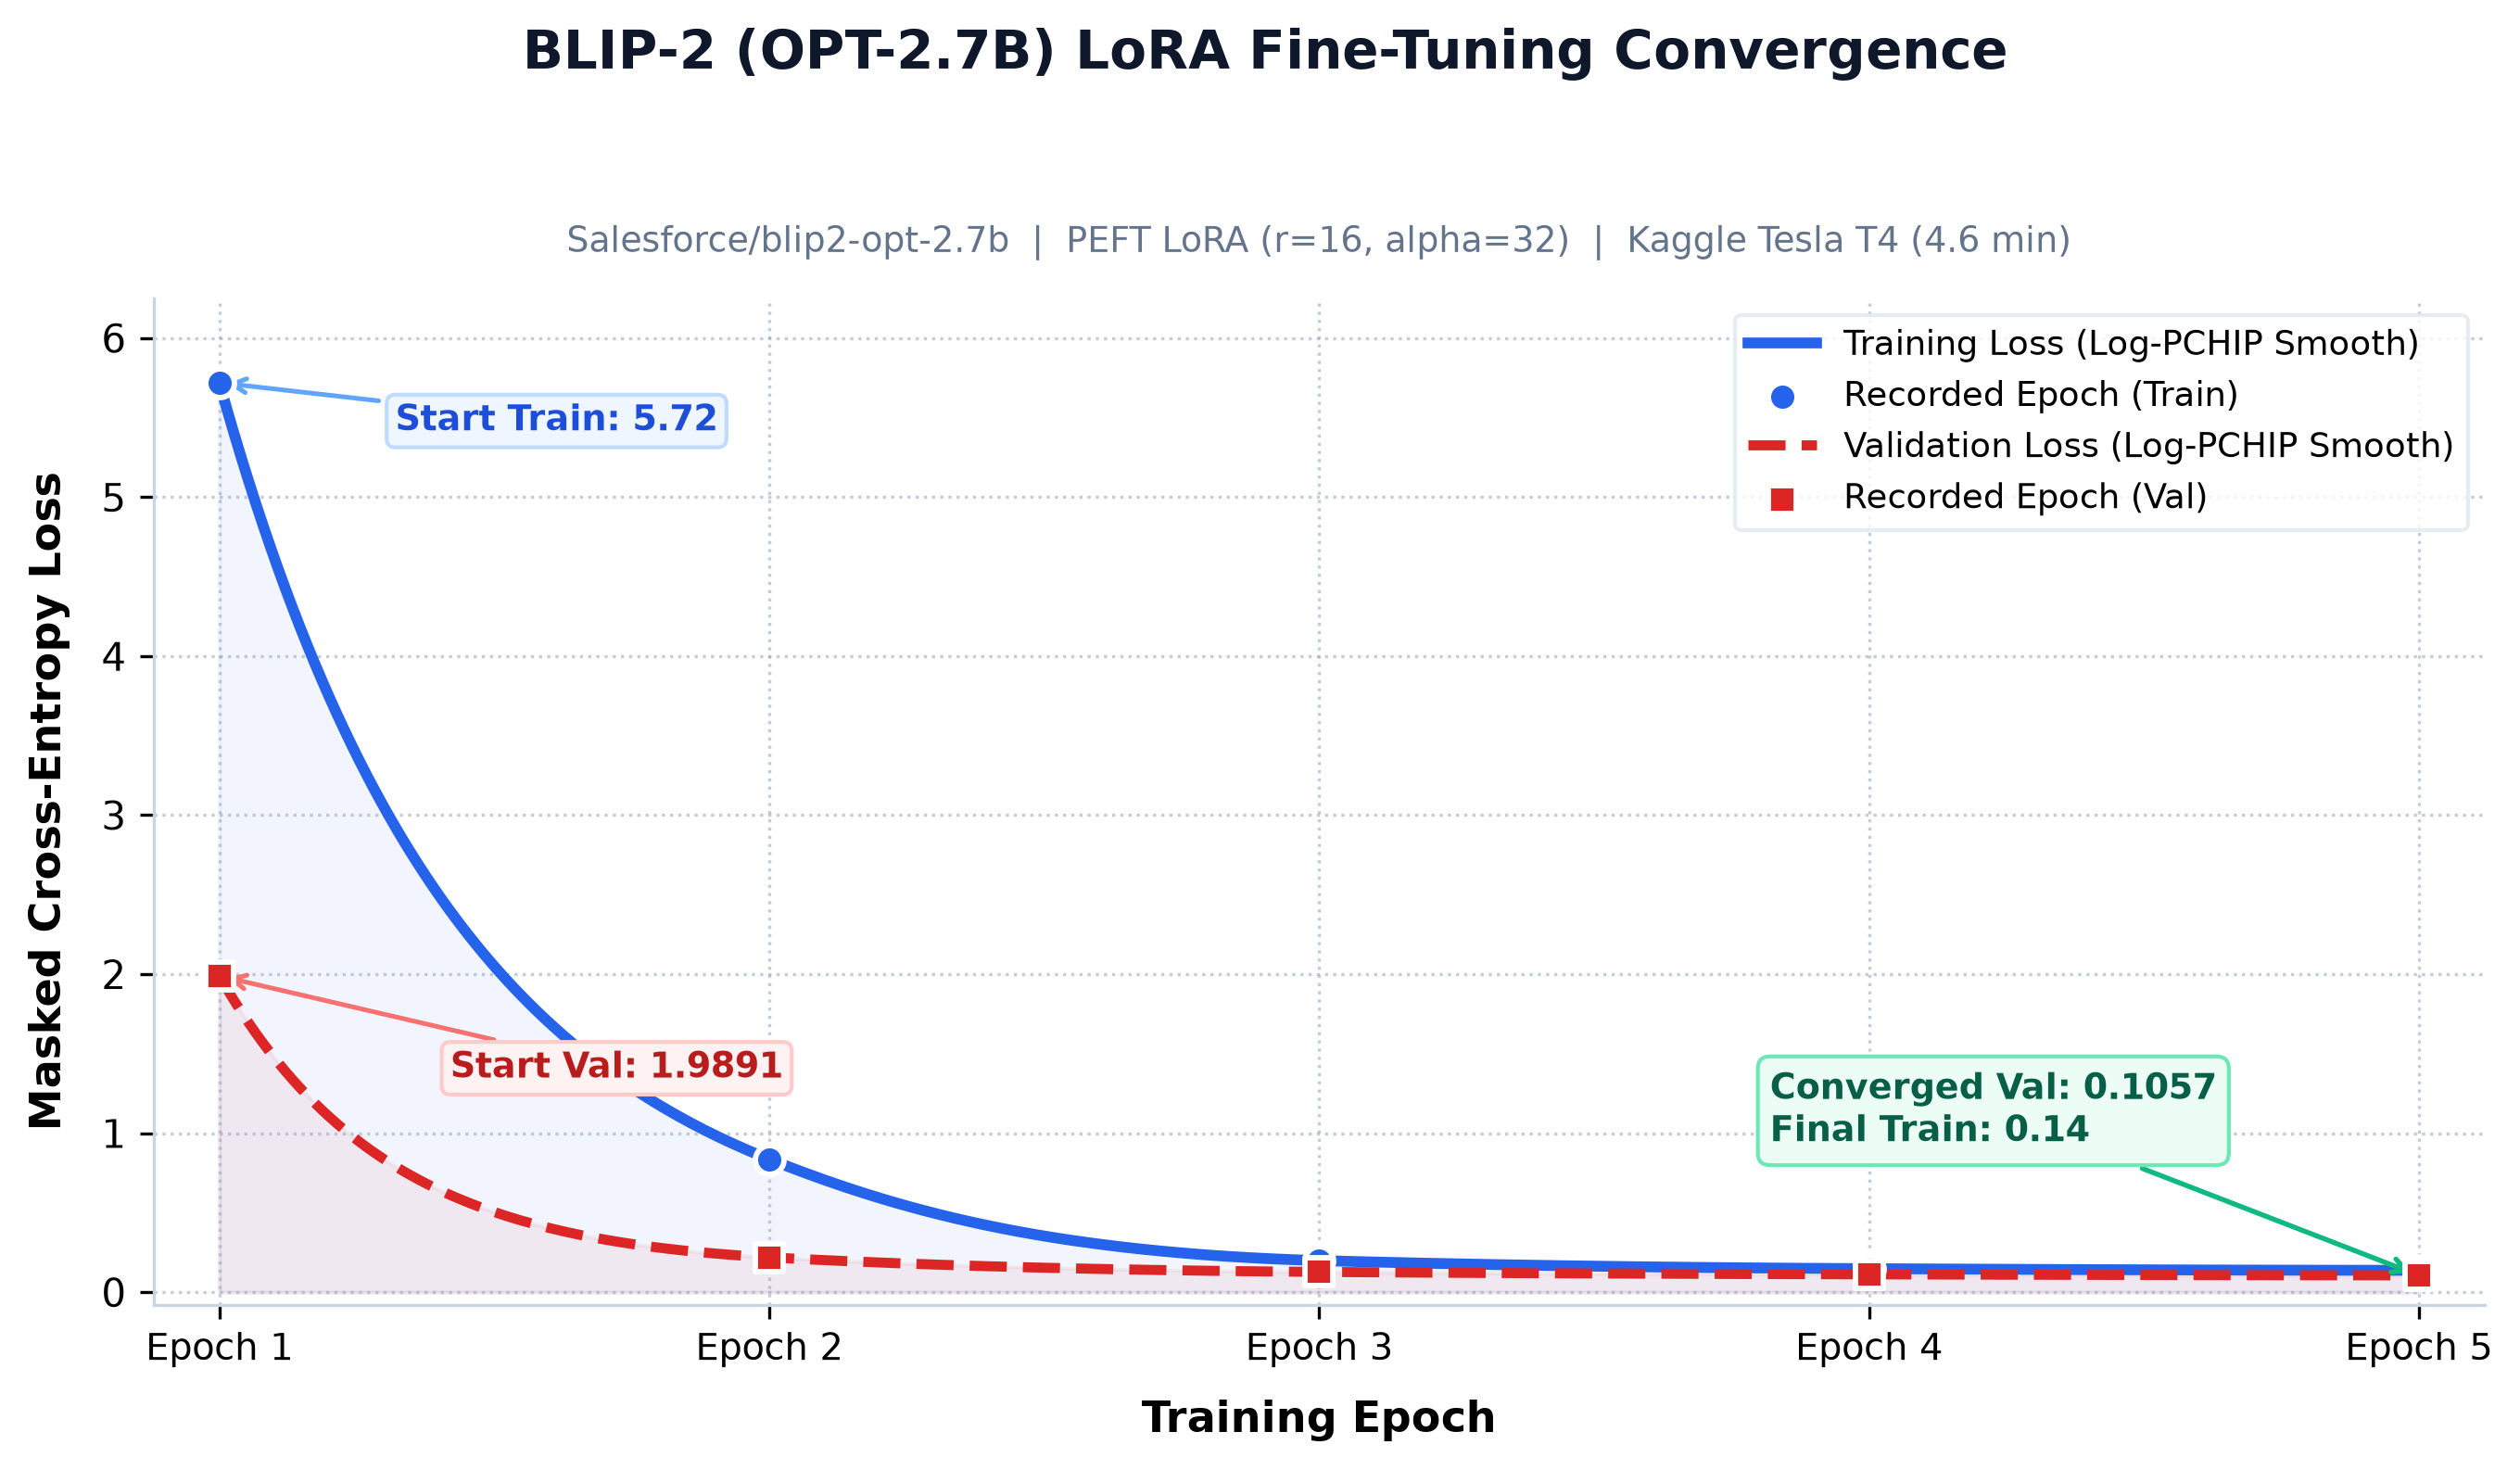 BLIP-2 (OPT-2.7B) LoRA Fine-Tuning Convergence
Salesforce/blip2-opt-2.7b | PEFT LoRA (r=16, alpha=32) | Kaggle Tesla T4 (4.6 min)
Masked Cross-Entropy Loss
6
5
4
3
2
1
0
Training Loss (Log-PCHIP Smooth)
Recorded Epoch (Train)
Validation Loss (Log-PCHIP Smooth)
Recorded Epoch (Val)
Start Train: 5.72
Start Val: 1.9891
Converged Val: 0.1057
Final Train: 0.14
Epoch 1
Epoch 2
Epoch 3
Epoch 4
Epoch 5
Training Epoch